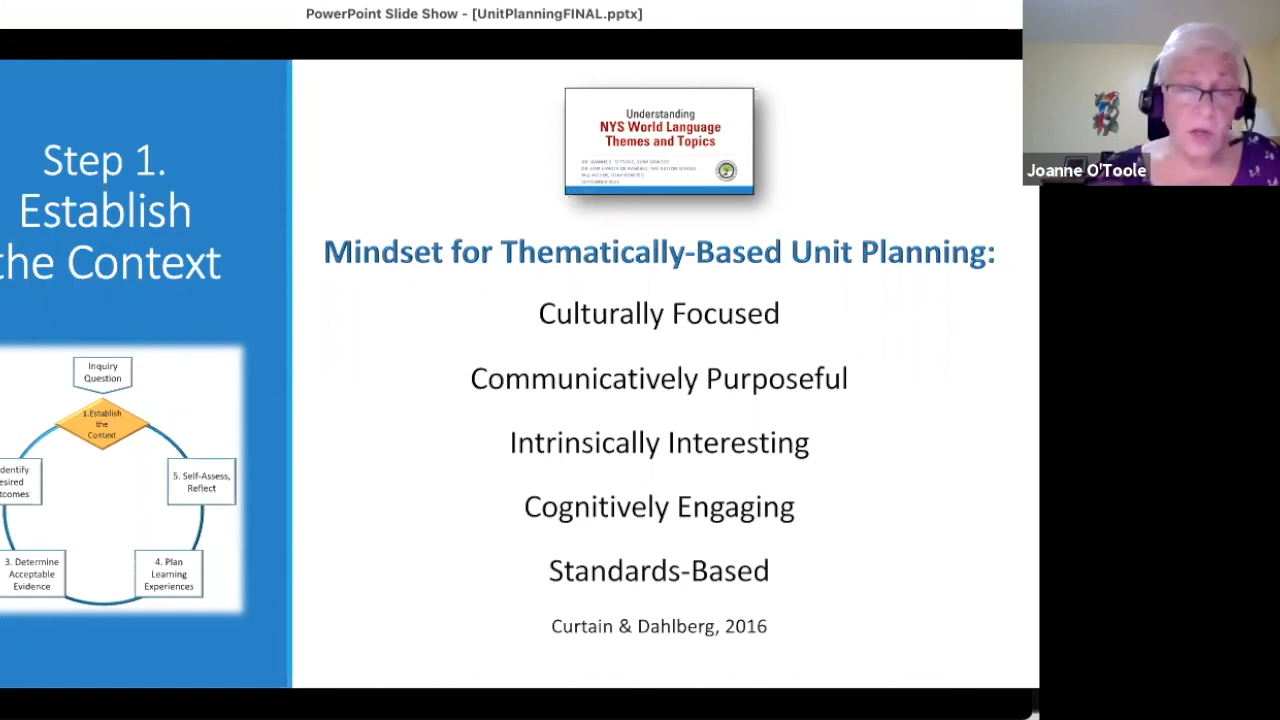 PowerPoint Slide Show - [UnitPlanningFINAL.pptx]
Step 1.
Establish
the Context
Inquiry
Question
1.Establish
the
Context
5. Self-Assess,
Reflect
4. Plan
Learning
Experiences
3. Determine
Acceptable
Evidence
Understanding
NYS World Language
Themes and Topics
Mindset for Thematically-Based Unit Planning:
Culturally Focused
Communicatively Purposeful
Intrinsically Interesting
Cognitively Engaging
Standards-Based
Curtain & Dahlberg, 2016
Joanne O'Toole